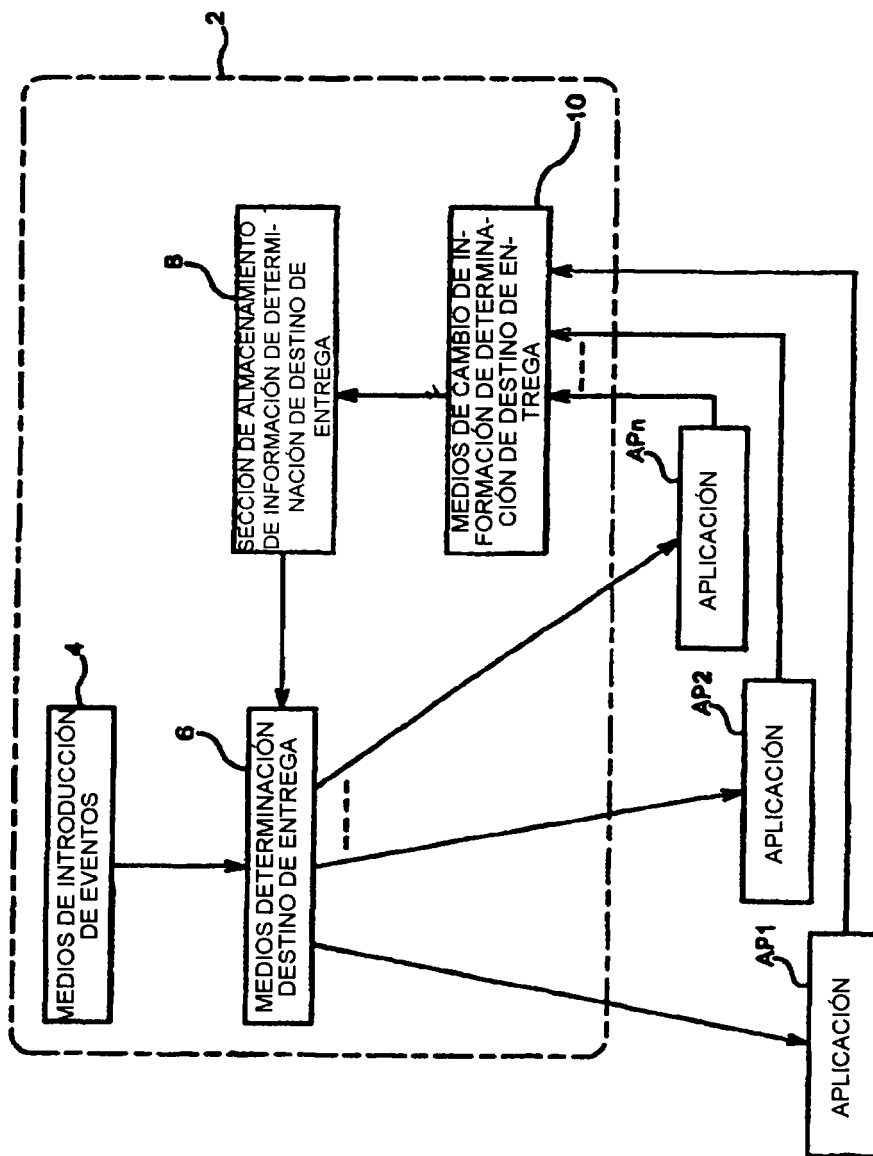 2
4
MEDIOS DE INTRODUCCIÓN
DE EVENTOS
6
MEDIOS DETERMINACIÓN
DESTINO DE ENTREGA
8
SECCIÓN DE ALMACENAMIENTO
DE INFORMACIÓN DE DETERMI-
NACIÓN DE DESTINO DE
ENTREGA
10
MEDIOS DE CAMBIO DE IN-
FORMACIÓN DE DETERMINA-
CIÓN DE DESTINO DE EN-
TREGA
AP1
APLICACIÓN
AP2
APLICACIÓN
APn
APLICACIÓN